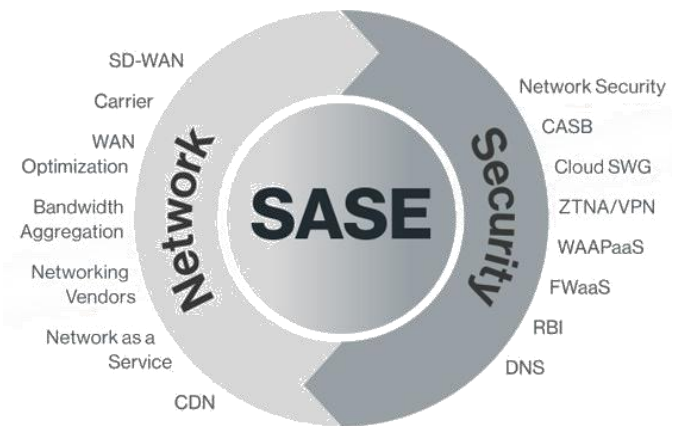 SD-WAN
Carrier
WAN
Optimization
Bandwidth
Aggregation
Networking
Vendors
Network as a
Service
CDN
Network
SASE
Security
Network Security
CASB
Cloud SWG
ZTNA/VPN
WAAPaaS
FWaaS
RBI
DNS